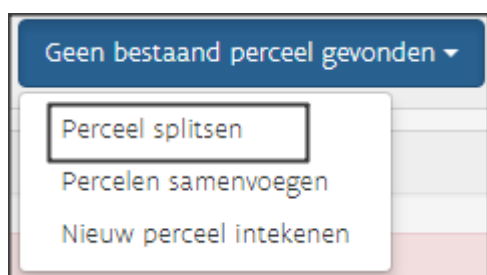 Geen bestaand perceel gevonden
Perceel splitsen
Percelen samenvoegen
Nieuw perceel intekenen